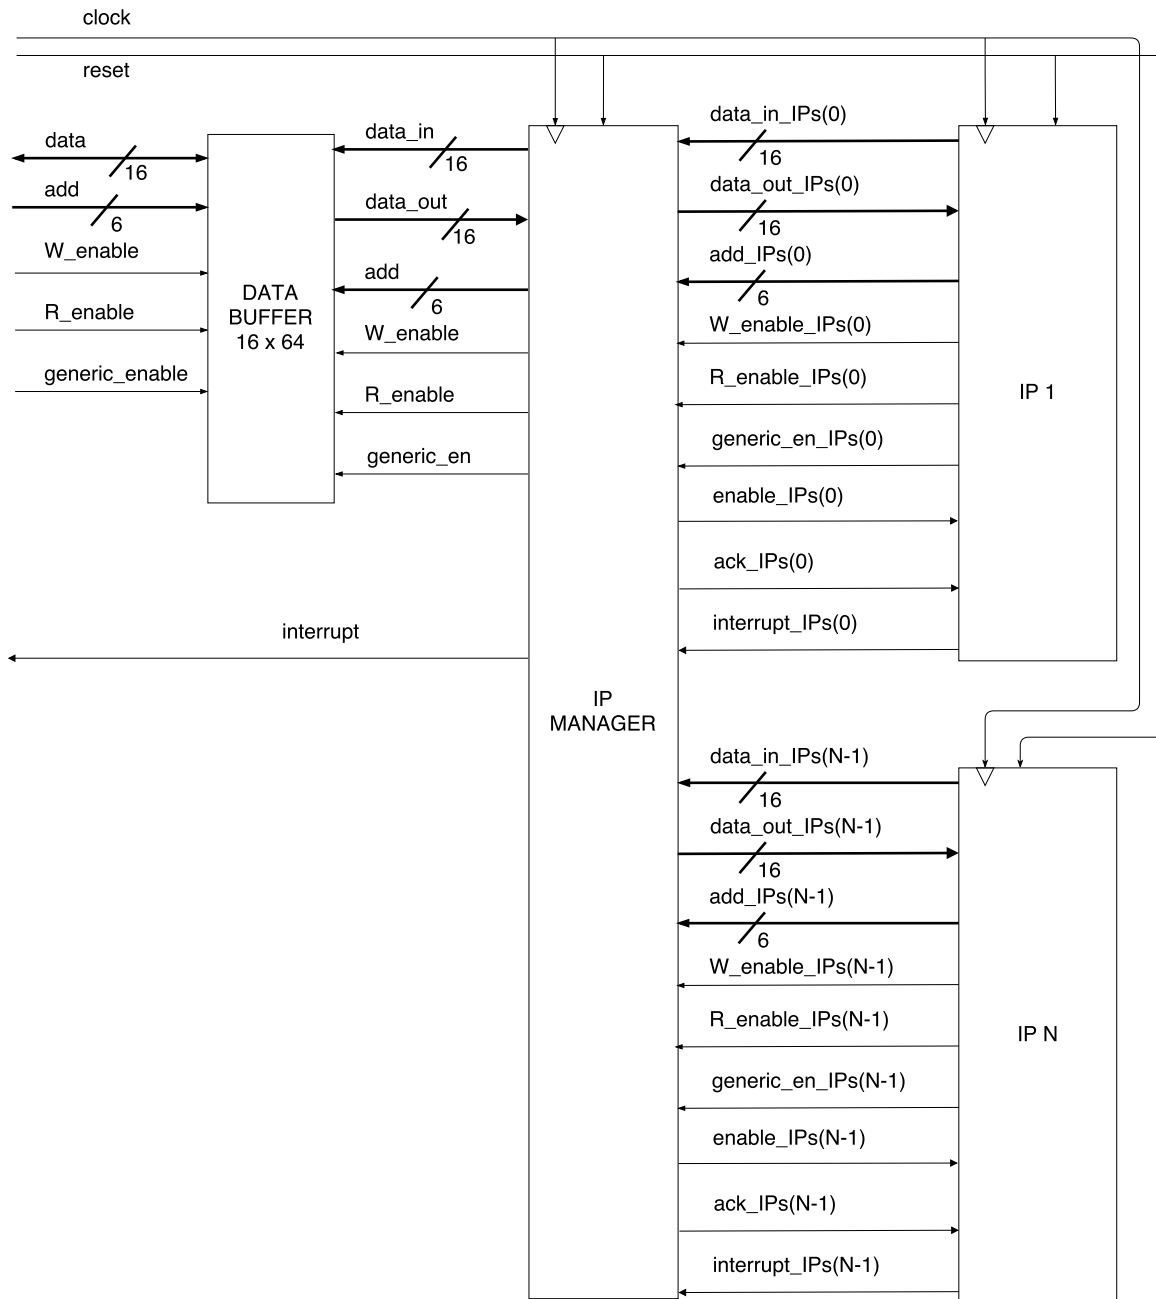 clock
reset
data
16
add
6
W_enable
R_enable
generic_enable
DATA
BUFFER
16 x 64
data_in
16
data_out
16
add
6
W_enable
R_enable
generic_en
interrupt
IP
MANAGER
data_in_IPs(0)
16
data_out_IPs(0)
16
add_IPs(0)
6
W_enable_IPs(0)
R_enable_IPs(0)
generic_en_IPs(0)
enable_IPs(0)
ack_IPs(0)
interrupt_IPs(0)
IP 1
data_in_IPs(N-1)
16
data_out_IPs(N-1)
16
add_IPs(N-1)
6
W_enable_IPs(N-1)
R_enable_IPs(N-1)
generic_en_IPs(N-1)
enable_IPs(N-1)
ack_IPs(N-1)
interrupt_IPs(N-1)
IP N